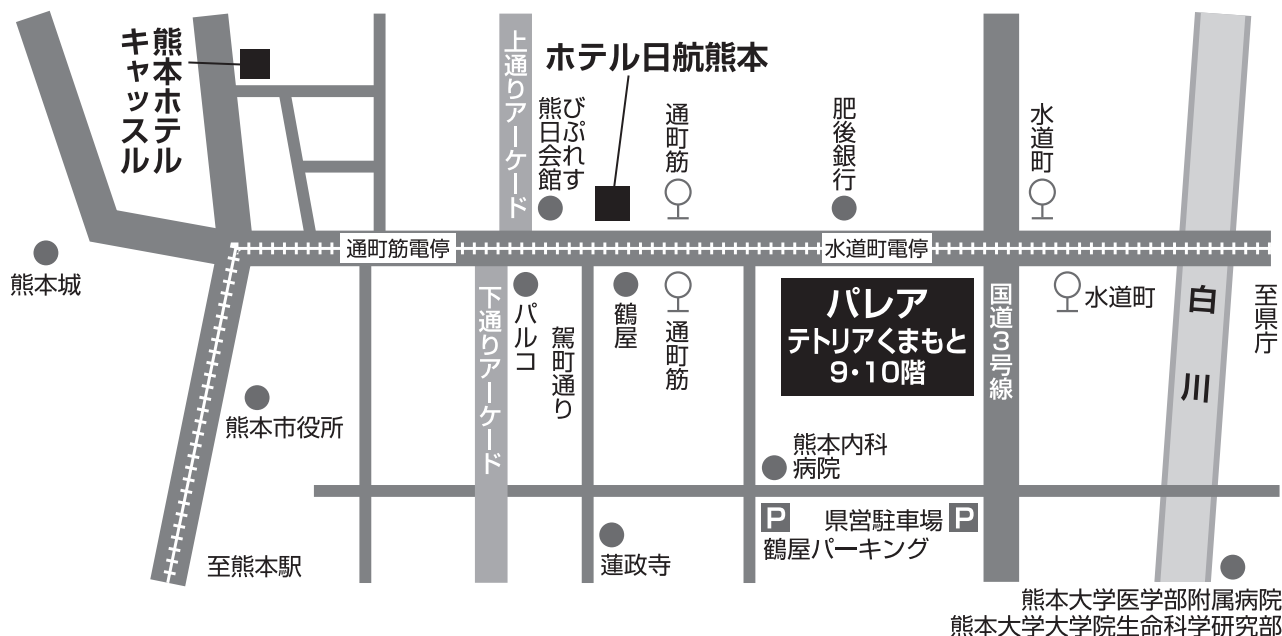 熊本ホテル
キャッスル
上通りアーケード
ホテル日航熊本
びぷれす
熊日会館
通町筋
肥後銀行
水道町
熊本城
通町筋電停
水道町電停
下通りアーケード
パルコ
駕町通り
鶴屋
通町筋
パレア
テトリアくまもと
9・10階
国道3号線
水道町
白川
至県庁
熊本市役所
熊本内科
病院
P
県営駐車場 P
鶴屋パーキング
至熊本駅
蓮政寺
熊本大学医学部附属病院
熊本大学大学院生命科学研究部